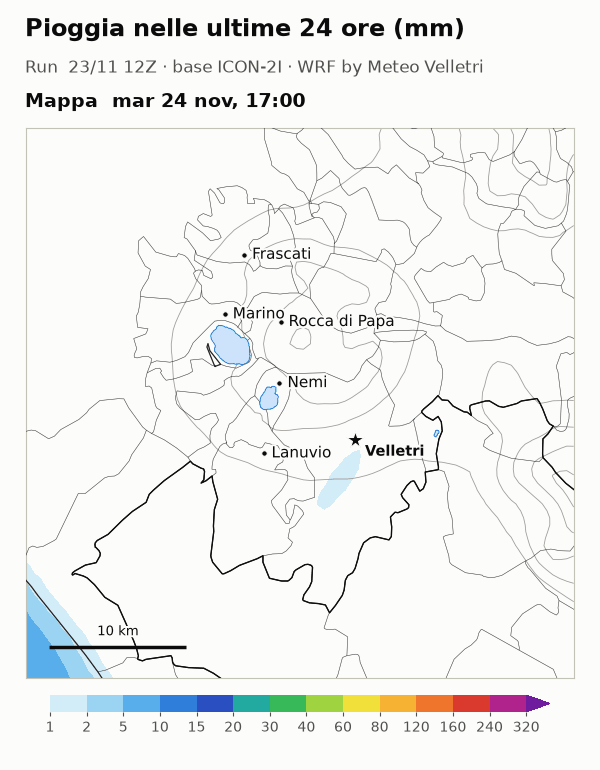 Pioggia nelle ultime 24 ore (mm)
Run  23/11 12Z · base ICON-2I · WRF by Meteo Velletri
Mappa  mar 24 nov, 17:00
Frascati
Marino
Rocca di Papa
Nemi
Velletri
Lanuvio
10 km
1 2 5 10 15 20 30 40 60 80 120 160 240 320